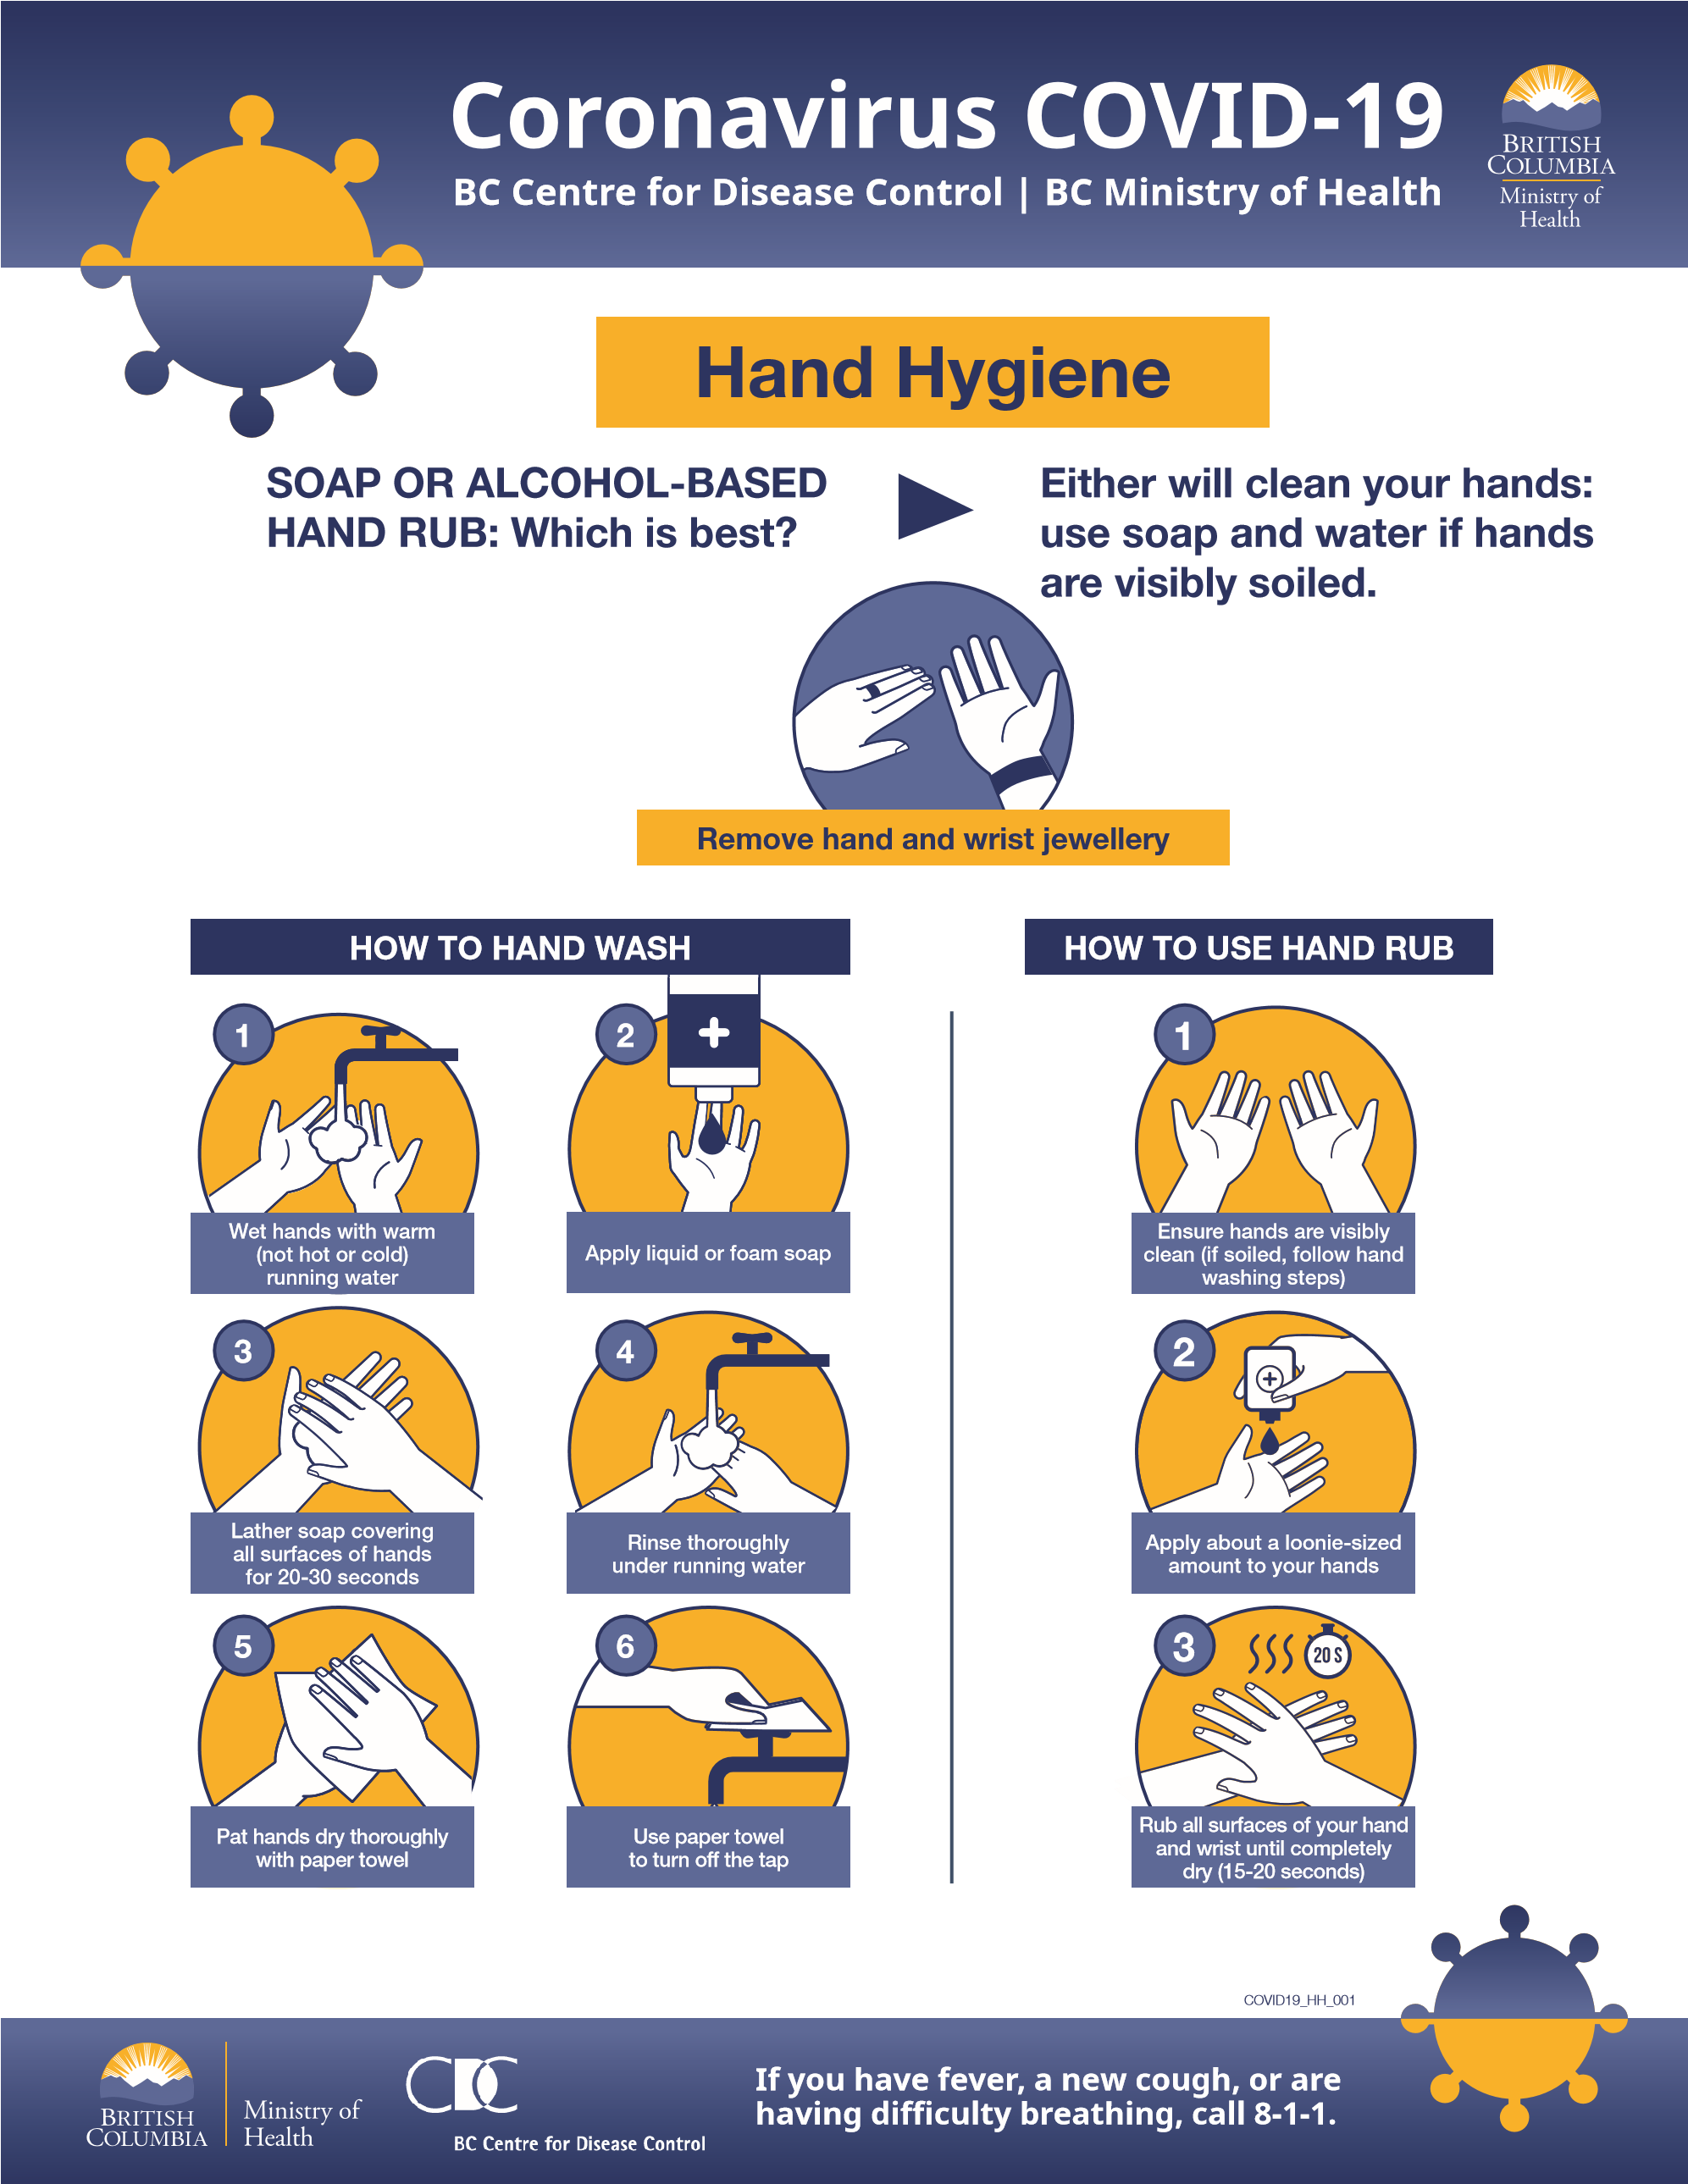 Coronavirus COVID-19
BC Centre for Disease Control | BC Ministry of Health
BRITISH
COLUMBIA
Ministry of
Health
Hand Hygiene
SOAP OR ALCOHOL-BASED
HAND RUB: Which is best?
Either will clean your hands:
use soap and water if hands
are visibly soiled.
Remove hand and wrist jewellery
HOW TO HAND WASH
1
Wet hands with warm
(not hot or cold)
running water
2
Apply liquid or foam soap
3
Lather soap covering
all surfaces of hands
for 20-30 seconds
4
Rinse thoroughly
under running water
5
Pat hands dry thoroughly
with paper towel
6
Use paper towel
to turn off the tap
HOW TO USE HAND RUB
1
Ensure hands are visibly
clean (if soiled, follow hand
washing steps)
2
Apply about a loonie-sized
amount to your hands
3
20 S
Rub all surfaces of your hand
and wrist until completely
dry (15-20 seconds)
COVID19_HH_001
BRITISH
COLUMBIA
Ministry of
Health
CDC
BC Centre for Disease Control
If you have fever, a new cough, or are
having difficulty breathing, call 8-1-1.